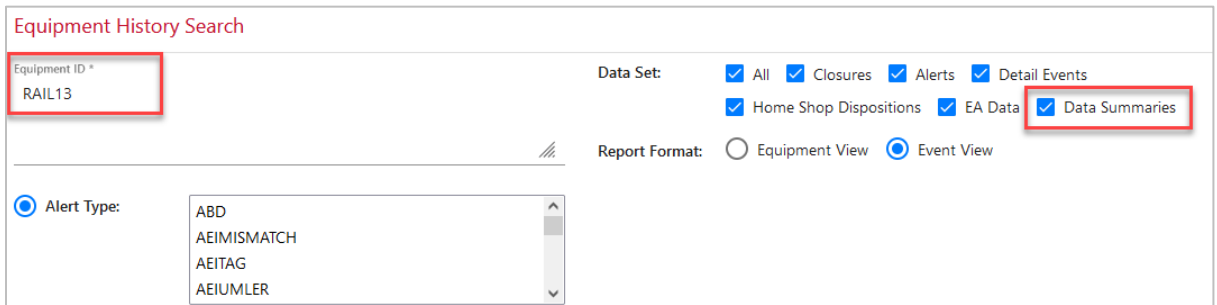 Equipment History Search
Equipment ID *
RAIL13
Data Set:
All Closures Alerts Detail Events
Home Shop Dispositions EA Data Data Summaries
Report Format:
Equipment View Event View
Alert Type:
ABD
AEIMISMATCH
AEITAG
AEIUMLER